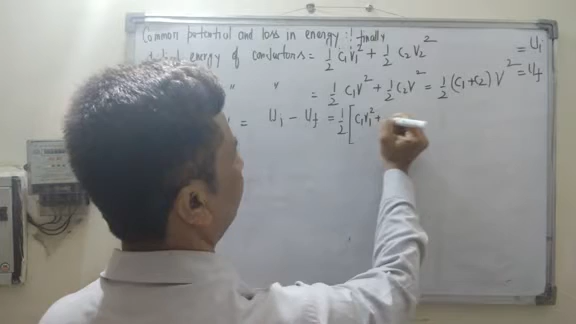 Common potential and loss in energy :! finally
energy of conductors = 1/2 C₁V₁² + 1/2 C₂V₂² = Uᵢ
" " = 1/2 C₁V² + 1/2 C₂V² = 1/2 (C₁+C₂) V² = U_f
= Uᵢ - U_f = 1/2 [C₁V₁² +